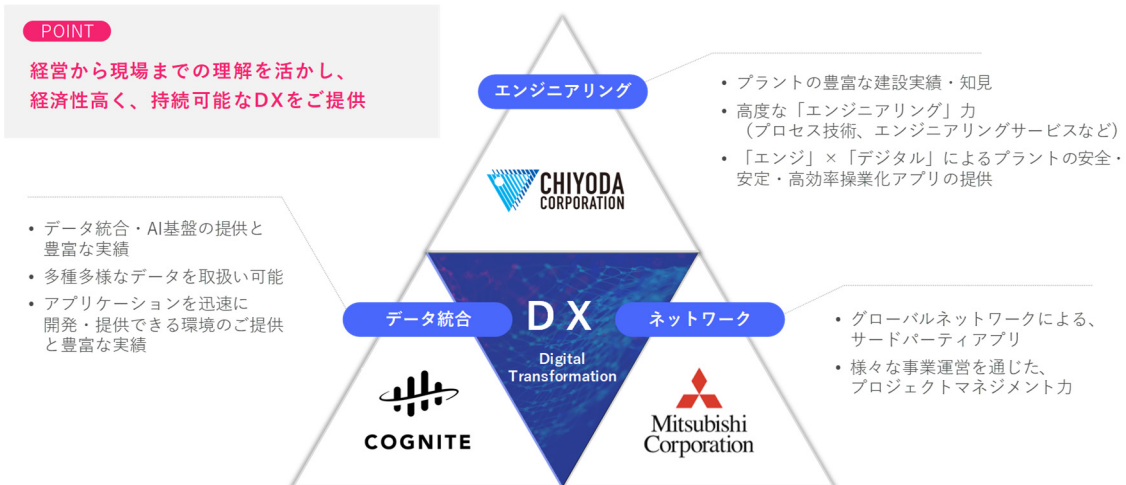 POINT
経営から現場までの理解を活かし、
経済性高く、持続可能なDXをご提供
エンジニアリング
• プラントの豊富な建設実績・知見
• 高度な「エンジニアリング」力
（プロセス技術、エンジニアリングサービスなど）
• 「エンジ」×「デジタル」によるプラントの安全・
安定・高効率操業化アプリの提供
CHIYODA
CORPORATION
• データ統合・AI基盤の提供と
豊富な実績
• 多種多様なデータを取扱い可能
• アプリケーションを迅速に
開発・提供できる環境のご提供
と豊富な実績
データ統合
DX
Digital
Transformation
ネットワーク
• グローバルネットワークによる、
サードパーティアプリ
• 様々な事業運営を通じた、
プロジェクトマネジメント力
COGNITE
Mitsubishi
Corporation